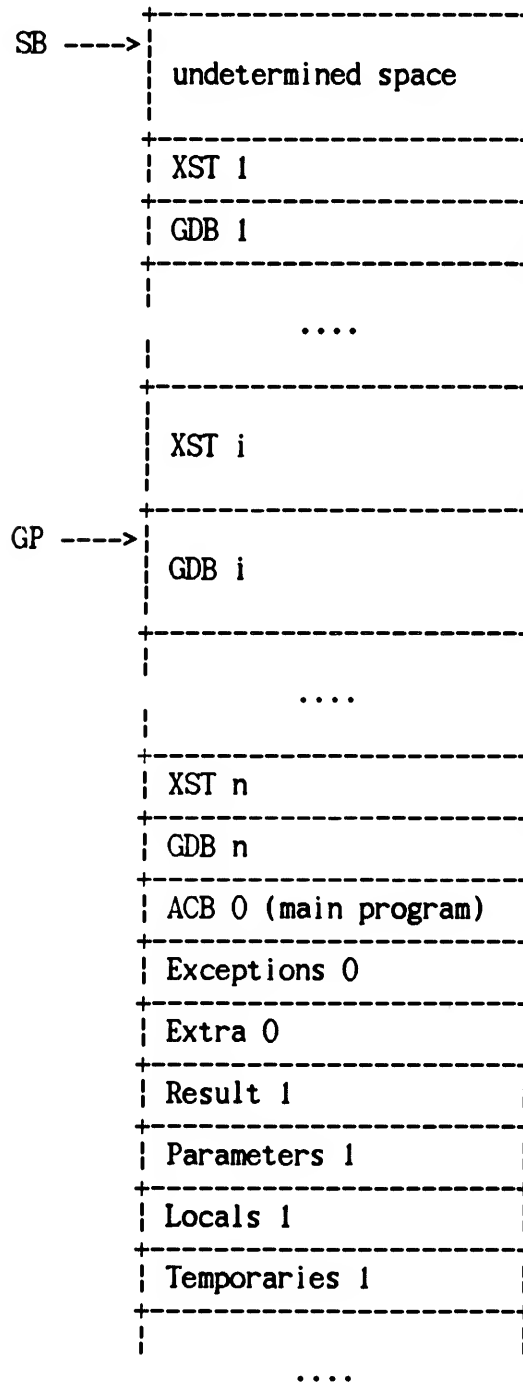 SB ---->
undetermined space
XST 1
GDB 1
....
XST i
GP ---->
GDB i
....
XST n
GDB n
ACB 0 (main program)
Exceptions 0
Extra 0
Result 1
Parameters 1
Locals 1
Temporaries 1
....